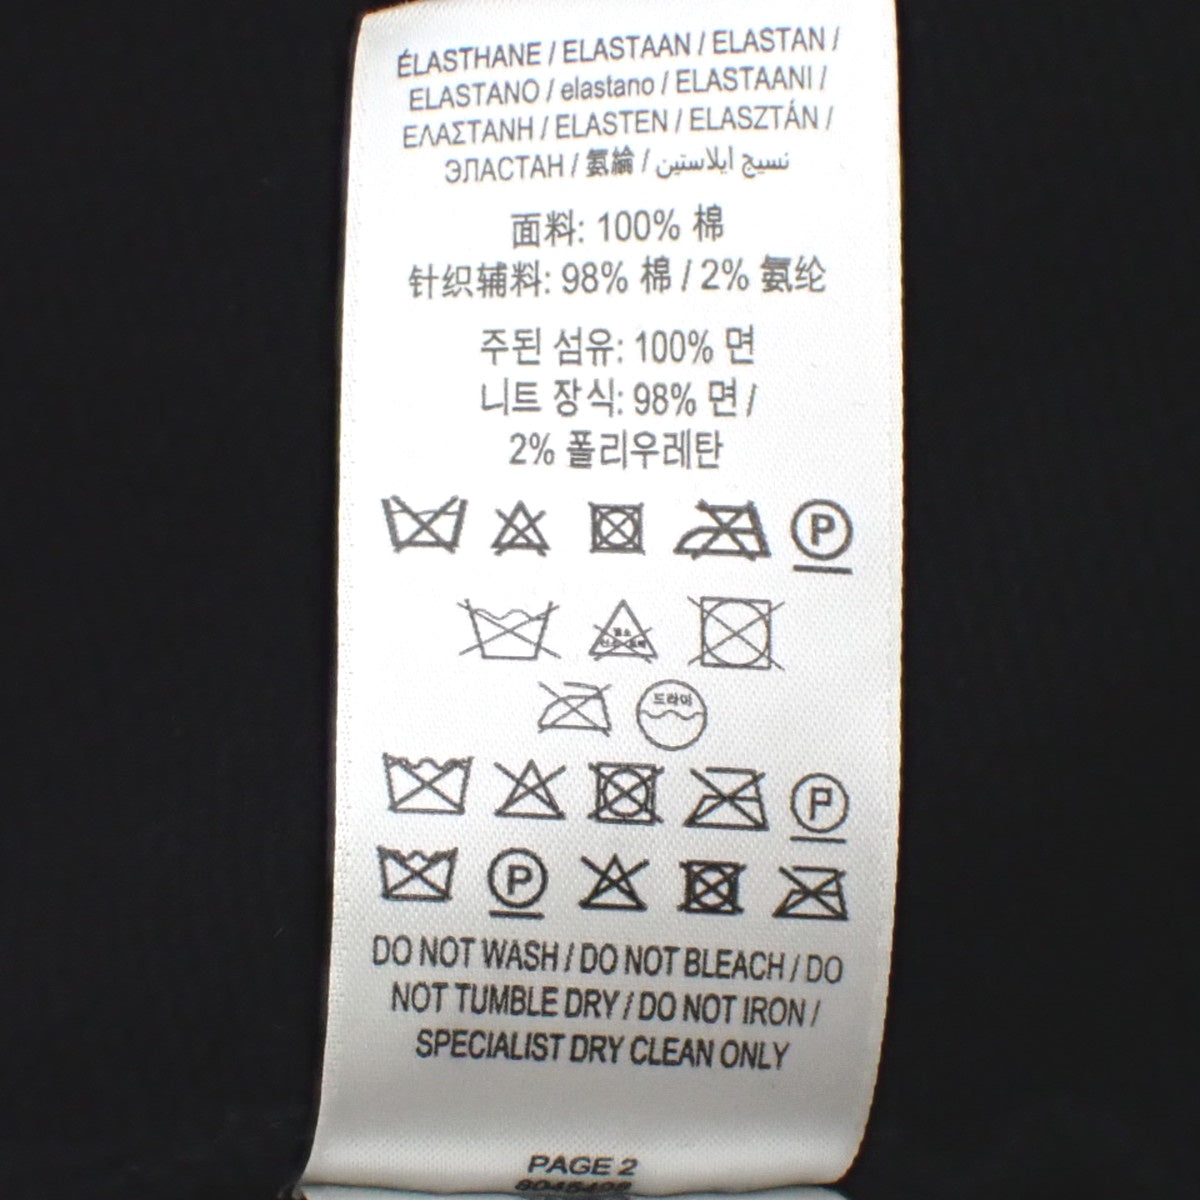 ÉLASTHANE / ELASTAAN / ELASTAN /
ELASTANO / elastano / ELASTAANI /
ΕΛΑΣΤΑΝΗ / ELASTEN / ELASZTÁN /
ЭЛАСТАН / 氨綸 / نسيج ايلاستين
面料: 100% 棉
针织辅料: 98% 棉 / 2% 氨纶
주된 섬유: 100% 면
니트 장식: 98% 면 /
2% 폴리우레탄
P
드라이
P
P
DO NOT WASH / DO NOT BLEACH / DO
NOT TUMBLE DRY / DO NOT IRON /
SPECIALIST DRY CLEAN ONLY
PAGE 2